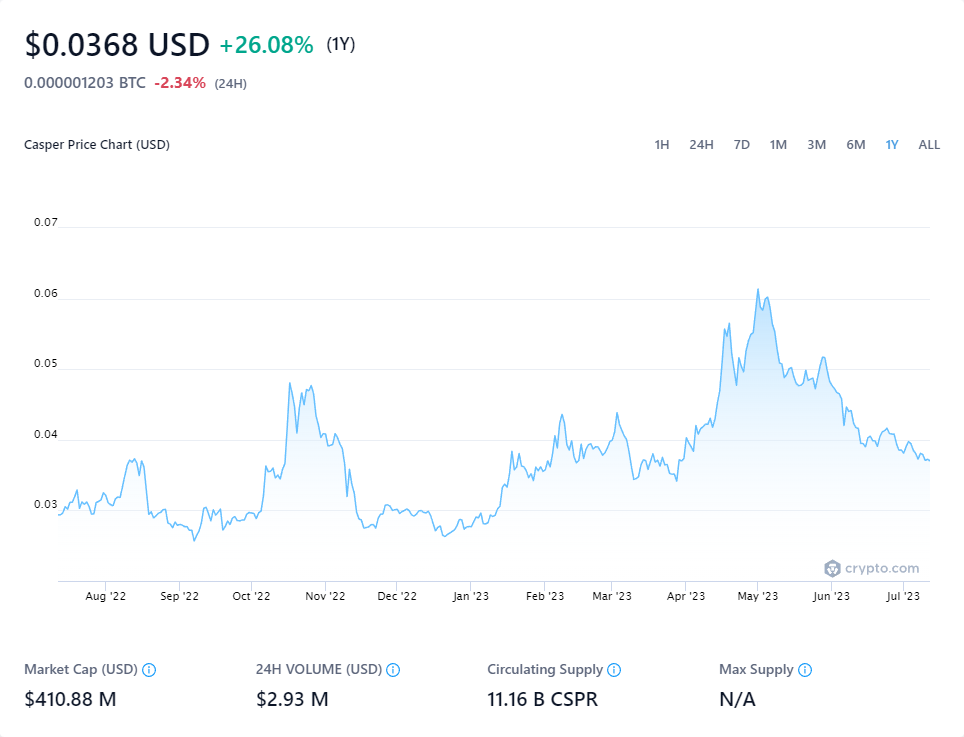 $0.0368 USD +26.08% (1Y)
0.000001203 BTC -2.34% (24H)
Casper Price Chart (USD) 1H 24H 7D 1M 3M 6M 1Y ALL
0.07
0.06
0.05
0.04
0.03
crypto.com
Aug '22 Sep '22 Oct '22 Nov '22 Dec '22 Jan '23 Feb '23 Mar '23 Apr '23 May '23 Jun '23 Jul '23
Market Cap (USD) 24H VOLUME (USD) Circulating Supply Max Supply
$410.88 M $2.93 M 11.16 B CSPR N/A